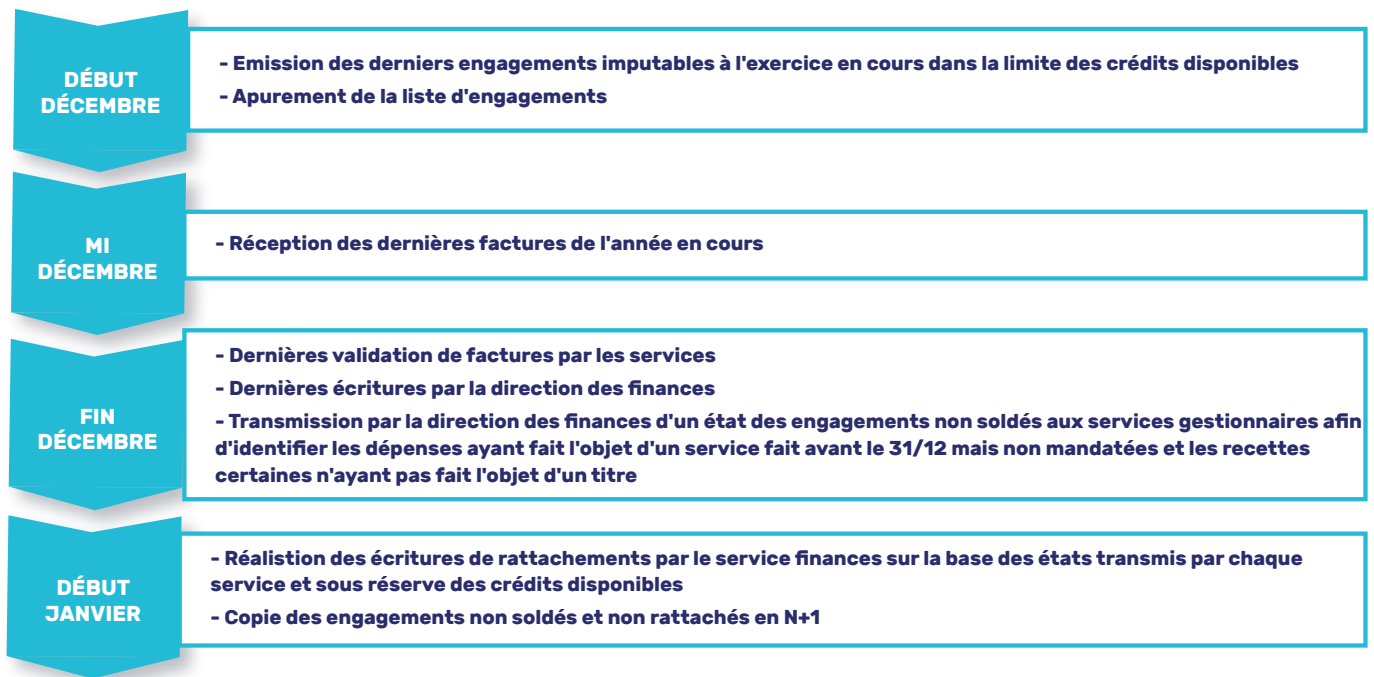 DÉBUT
DÉCEMBRE
- Emission des derniers engagements imputables à l'exercice en cours dans la limite des crédits disponibles
- Apurement de la liste d'engagements
MI
DÉCEMBRE
- Réception des dernières factures de l'année en cours
FIN
DÉCEMBRE
- Dernières validation de factures par les services
- Dernières écritures par la direction des finances
- Transmission par la direction des finances d'un état des engagements non soldés aux services gestionnaires afin
d'identifier les dépenses ayant fait l'objet d'un service fait avant le 31/12 mais non mandatées et les recettes
certaines n'ayant pas fait l'objet d'un titre
DÉBUT
JANVIER
- Réalistion des écritures de rattachements par le service finances sur la base des états transmis par chaque
service et sous réserve des crédits disponibles
- Copie des engagements non soldés et non rattachés en N+1